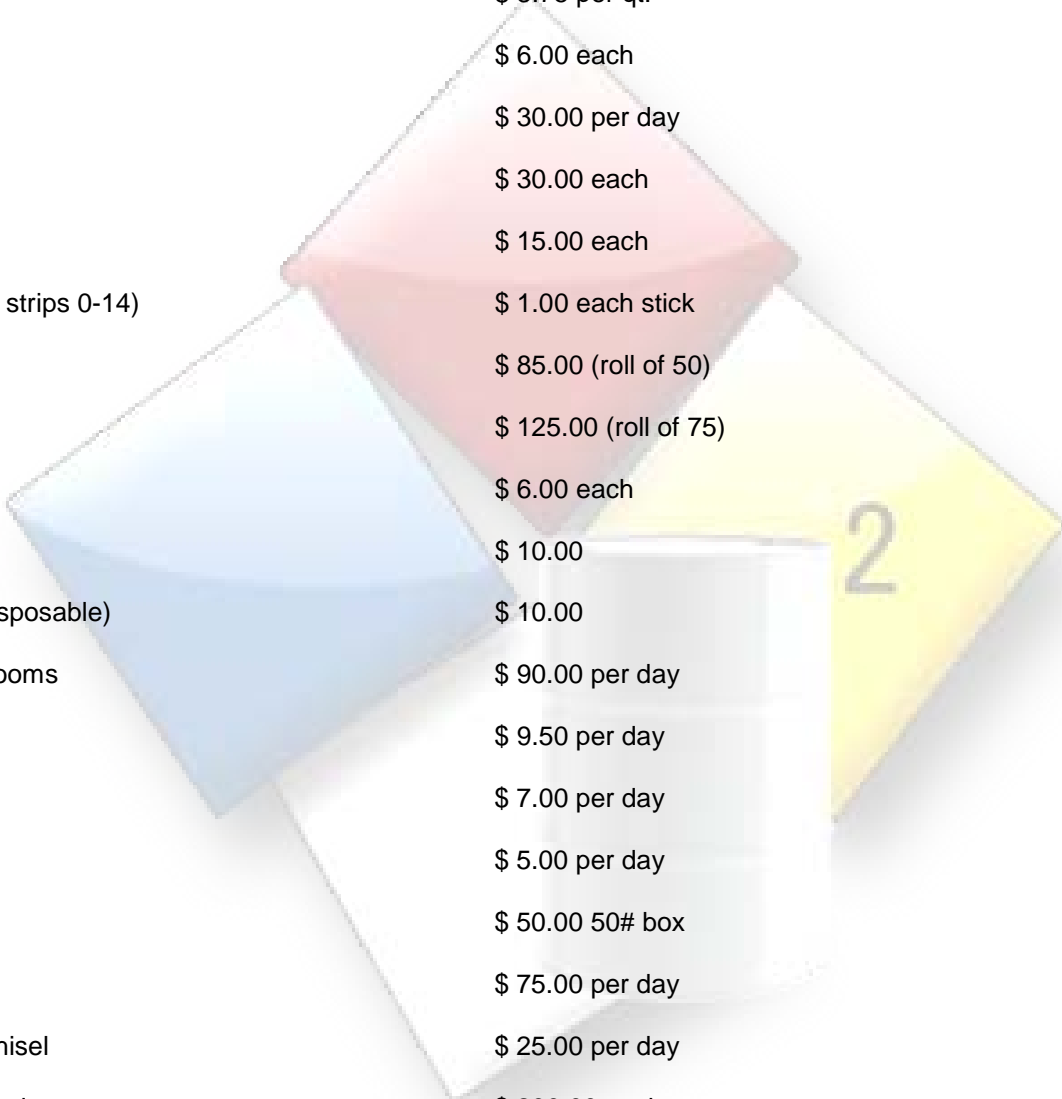 per qt.
$ 6.00 each
$ 30.00 per day
$ 30.00 each
$ 15.00 each
strips 0-14) $ 1.00 each stick
$ 85.00 (roll of 50)
$ 125.00 (roll of 75)
$ 6.00 each
2
$ 10.00
sposable) $ 10.00
ooms $ 90.00 per day
$ 9.50 per day
$ 7.00 per day
$ 5.00 per day
$ 50.00 50# box
$ 75.00 per day
hisel $ 25.00 per day